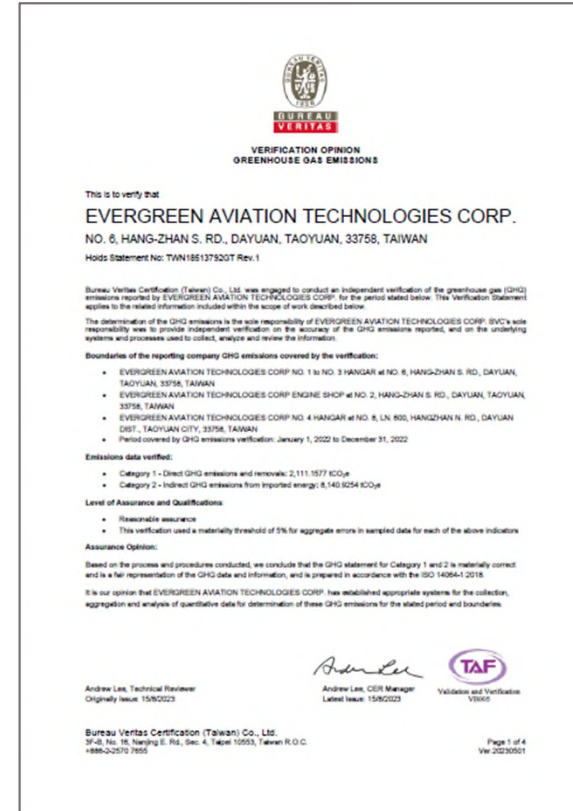 BUREAU VERITAS
1828
BUREAU
VERITAS
VERIFICATION OPINION
GREENHOUSE GAS EMISSIONS
This is to verify that
EVERGREEN AVIATION TECHNOLOGIES CORP.
NO. 6, HANG-ZHAN S. RD., DAYUAN, TAOYUAN, 33758, TAIWAN
Holds Statement No: TWN18513792GT Rev.1
Bureau Veritas Certification (Taiwan) Co., Ltd. was engaged to conduct an independent verification of the greenhouse gas (GHG)
emissions reported by EVERGREEN AVIATION TECHNOLOGIES CORP. for the period stated below. This Verification Statement
applies to the related information included within the scope of work described below.
The determination of the GHG emissions is the sole responsibility of EVERGREEN AVIATION TECHNOLOGIES CORP. BVC's sole
responsibility was to provide independent verification on the accuracy of the GHG emissions reported, and on the underlying
systems and processes used to collect, analyze and review the information.
Boundaries of the reporting company GHG emissions covered by the verification:
• EVERGREEN AVIATION TECHNOLOGIES CORP NO. 1 to NO. 3 HANGAR at NO. 6, HANG-ZHAN S. RD., DAYUAN,
TAOYUAN, 33758, TAIWAN
• EVERGREEN AVIATION TECHNOLOGIES CORP ENGINE SHOP at NO. 2, HANG-ZHAN S. RD., DAYUAN, TAOYUAN,
33758, TAIWAN
• EVERGREEN AVIATION TECHNOLOGIES CORP NO. 4 HANGAR at NO. 8, LN. 600, HANGZHAN N. RD., DAYUAN
DIST., TAOYUAN CITY, 33758, TAIWAN
• Period covered by GHG emissions verification: January 1, 2022 to December 31, 2022
Emissions data verified:
• Category 1 - Direct GHG emissions and removals: 2,111.1577 tCO₂e
• Category 2 - Indirect GHG emissions from imported energy: 8,140.9254 tCO₂e
Level of Assurance and Qualifications:
• Reasonable assurance
• This verification used a materiality threshold of 5% for aggregate errors in sampled data for each of the above indicators
Assurance Opinion:
Based on the process and procedures conducted, we conclude that the GHG statement for Category 1 and 2 is materially correct
and is a fair representation of the GHG data and information, and is prepared in accordance with the ISO 14064-1:2018.
It is our opinion that EVERGREEN AVIATION TECHNOLOGIES CORP. has established appropriate systems for the collection,
aggregation and analysis of quantitative data for determination of these GHG emissions for the stated period and boundaries.
Andrew Lee
TAF
Andrew Lee, Technical Reviewer
Originally Issue: 15/8/2023
Andrew Lee, CER Manager
Latest Issue: 15/8/2023
Validation and Verification
VB005
Bureau Veritas Certification (Taiwan) Co., Ltd.
3F-B, No. 16, Nanjing E. Rd., Sec. 4, Taipei 10553, Taiwan R.O.C.
+886-2-2570 7655
Page 1 of 4
Ver.20230501